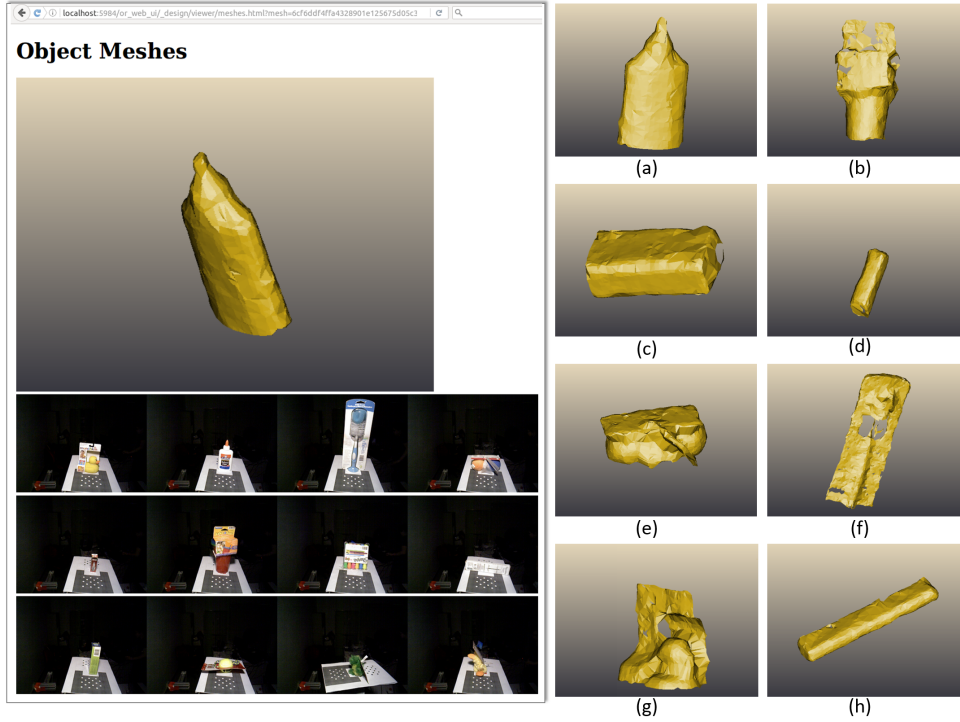 localhost:5984/or_web_ui/_design/viewer/meshes.html?mesh=6cf6ddf4ffa4328901e125675d05c3
Object Meshes
(a)
(b)
(c)
(d)
(e)
(f)
(g)
(h)